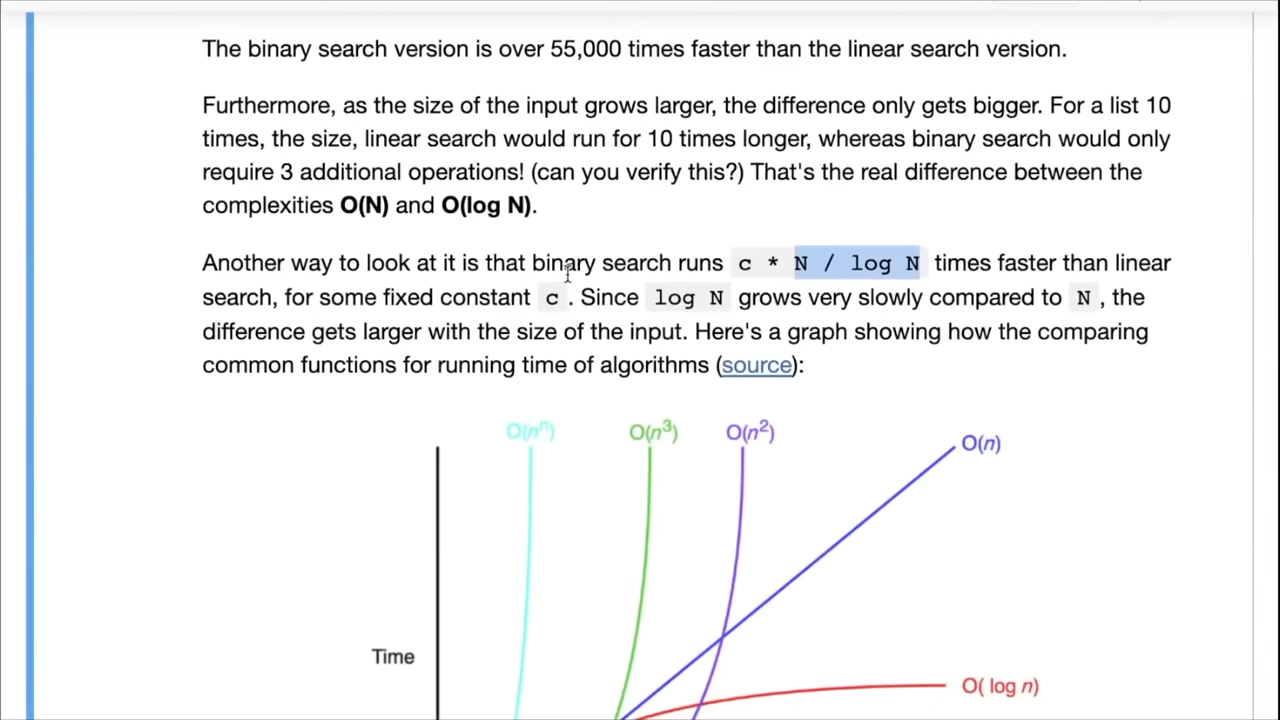 The binary search version is over 55,000 times faster than the linear search version.
Furthermore, as the size of the input grows larger, the difference only gets bigger. For a list 10
times, the size, linear search would run for 10 times longer, whereas binary search would only
require 3 additional operations! (can you verify this?) That's the real difference between the
complexities O(N) and O(log N).
Another way to look at it is that binary search runs c * N / log N times faster than linear
search, for some fixed constant c. Since log N grows very slowly compared to N, the
difference gets larger with the size of the input. Here's a graph showing how the comparing
common functions for running time of algorithms (source):
O(nⁿ) O(n³) O(n²)
O(n)
Time
O( log n)